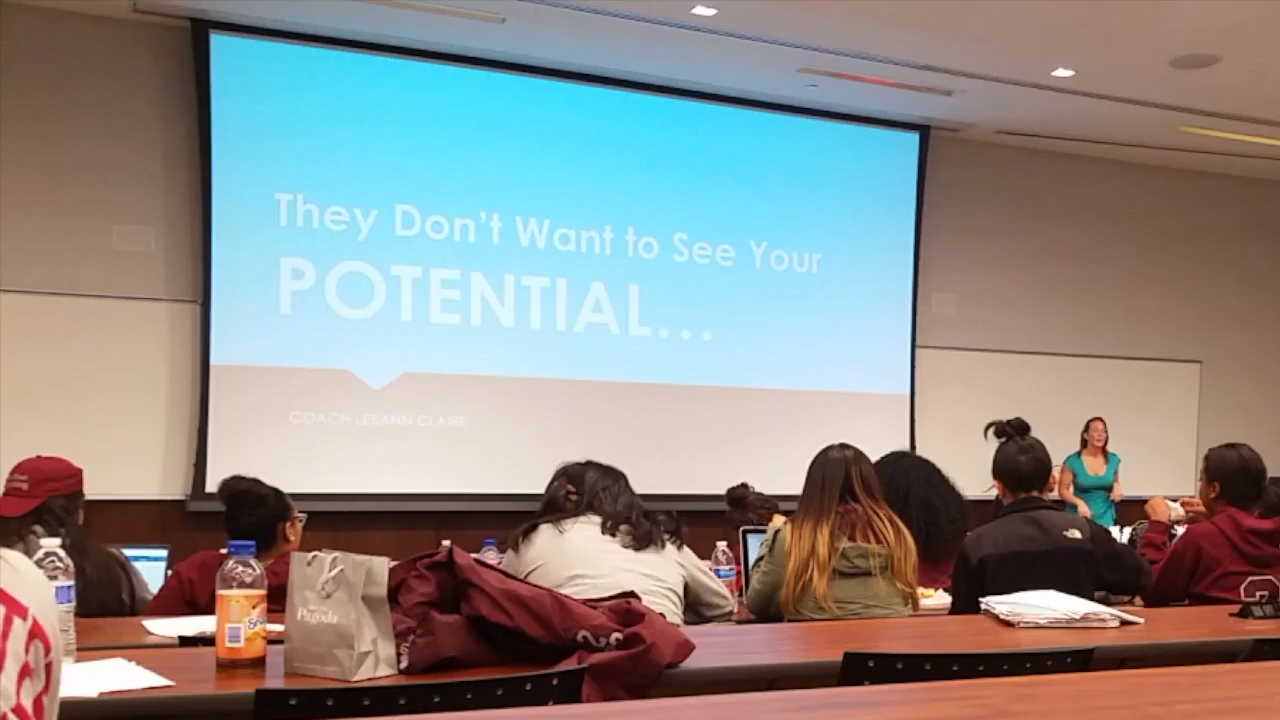 They Don't Want to See Your
POTENTIAL...
COACH LEEANN CLAIRE
Pagoda